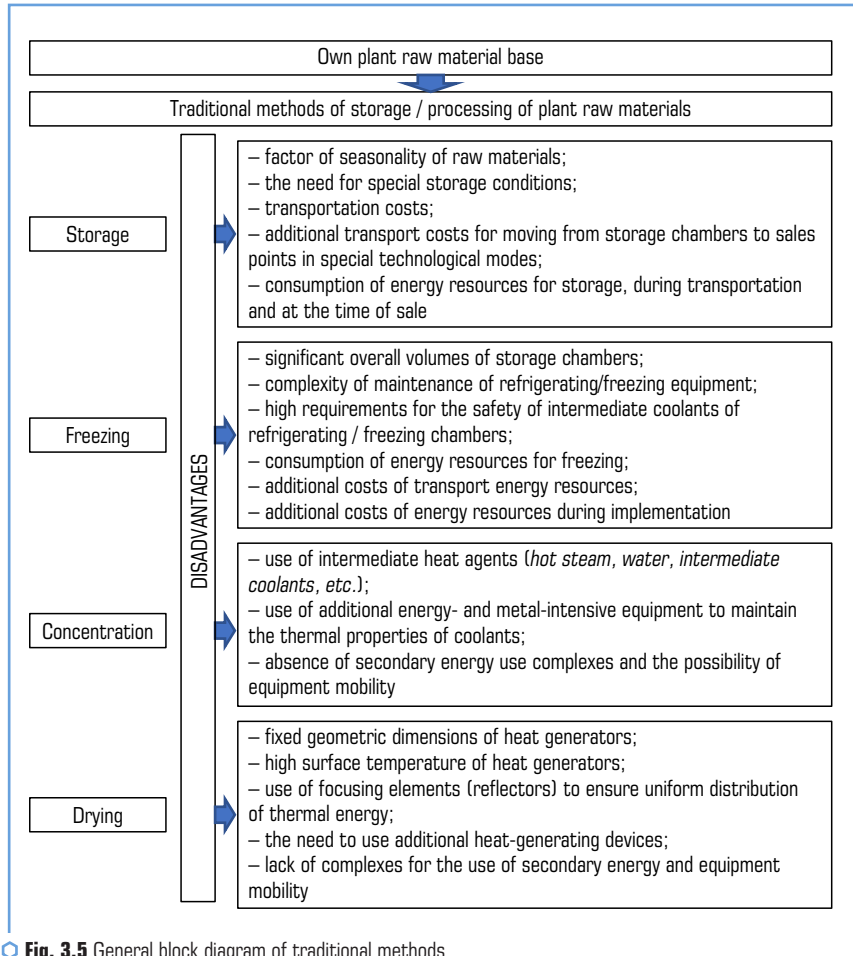 Own plant raw material base
Traditional methods of storage / processing of plant raw materials
DISADVANTAGES
Storage
– factor of seasonality of raw materials;
– the need for special storage conditions;
– transportation costs;
– additional transport costs for moving from storage chambers to sales
points in special technological modes;
– consumption of energy resources for storage, during transportation
and at the time of sale
Freezing
– significant overall volumes of storage chambers;
– complexity of maintenance of refrigerating/freezing equipment;
– high requirements for the safety of intermediate coolants of
refrigerating / freezing chambers;
– consumption of energy resources for freezing;
– additional costs of transport energy resources;
– additional costs of energy resources during implementation
Concentration
– use of intermediate heat agents (hot steam, water, intermediate
coolants, etc.);
– use of additional energy- and metal-intensive equipment to maintain
the thermal properties of coolants;
– absence of secondary energy use complexes and the possibility of
equipment mobility
Drying
– fixed geometric dimensions of heat generators;
– high surface temperature of heat generators;
– use of focusing elements (reflectors) to ensure uniform distribution
of thermal energy;
– the need to use additional heat-generating devices;
– lack of complexes for the use of secondary energy and equipment
mobility
Fig. 3.5 General block diagram of traditional methods